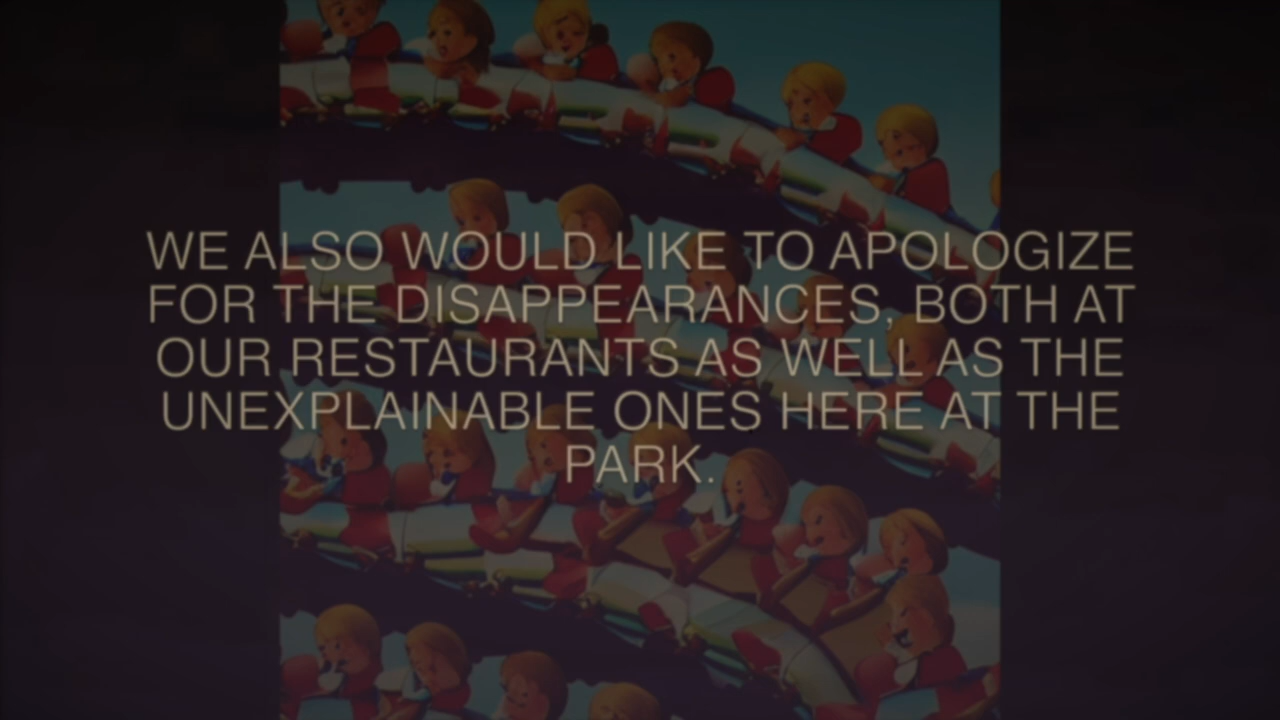 WE ALSO WOULD LIKE TO APOLOGIZE
FOR THE DISAPPEARANCES, BOTH AT
OUR RESTAURANTS AS WELL AS THE
UNEXPLAINABLE ONES HERE AT THE
PARK.